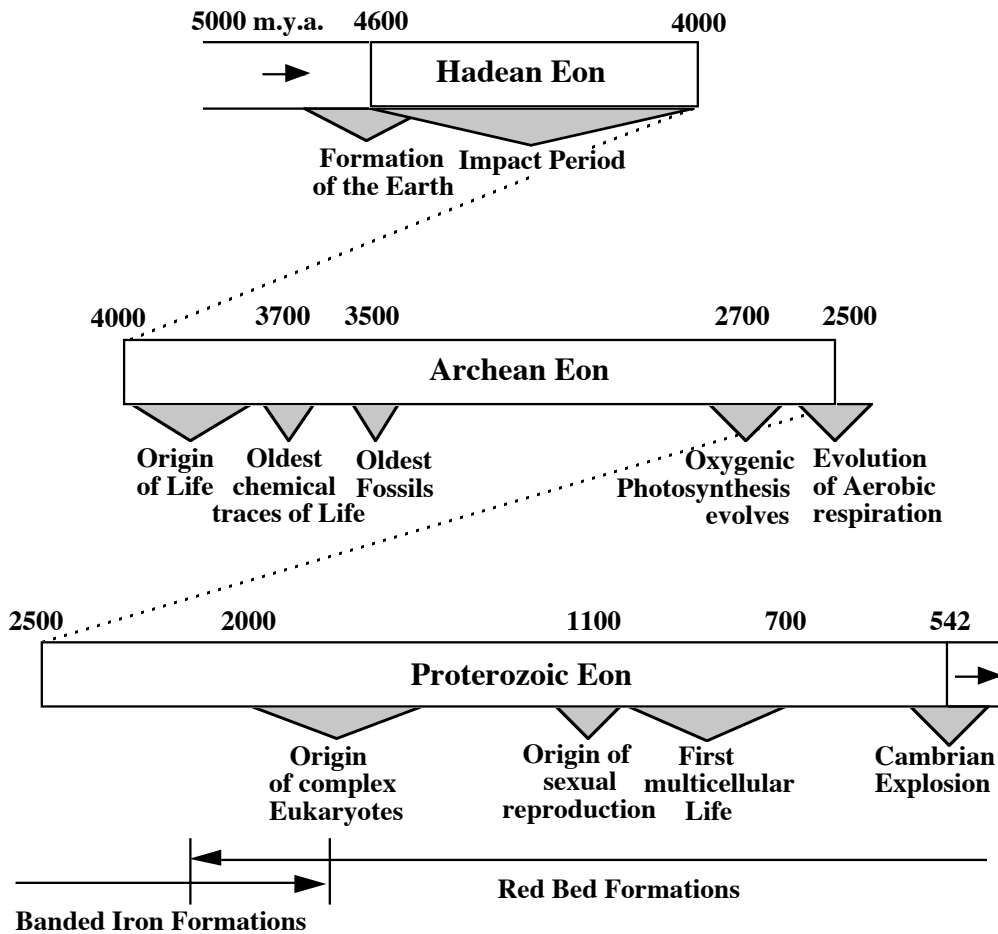 5000 m.y.a. 4600 4000
Hadean Eon
Formation
of the Earth
Impact Period
4000 3700 3500 2700 2500
Archean Eon
Origin
of Life
Oldest
chemical
traces of Life
Oldest
Fossils
Oxygenic
Photosynthesis
evolves
Evolution
of Aerobic
respiration
2500 2000 1100 700 542
Proterozoic Eon
Origin
of complex
Eukaryotes
Origin of
sexual
reproduction
First
multicellular
Life
Cambrian
Explosion
Red Bed Formations
Banded Iron Formations